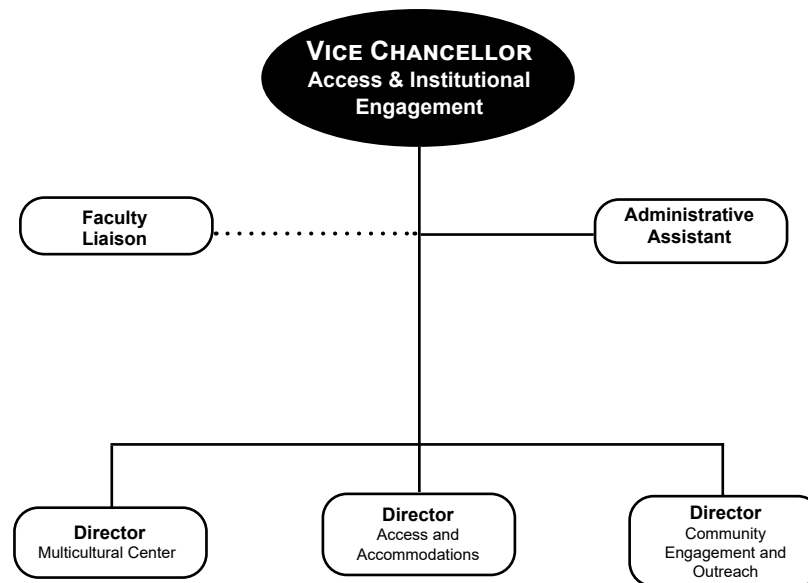 VICE CHANCELLOR
Access & Institutional
Engagement
Faculty
Liaison
Administrative
Assistant
Director
Multicultural Center
Director
Access and
Accommodations
Director
Community
Engagement and
Outreach